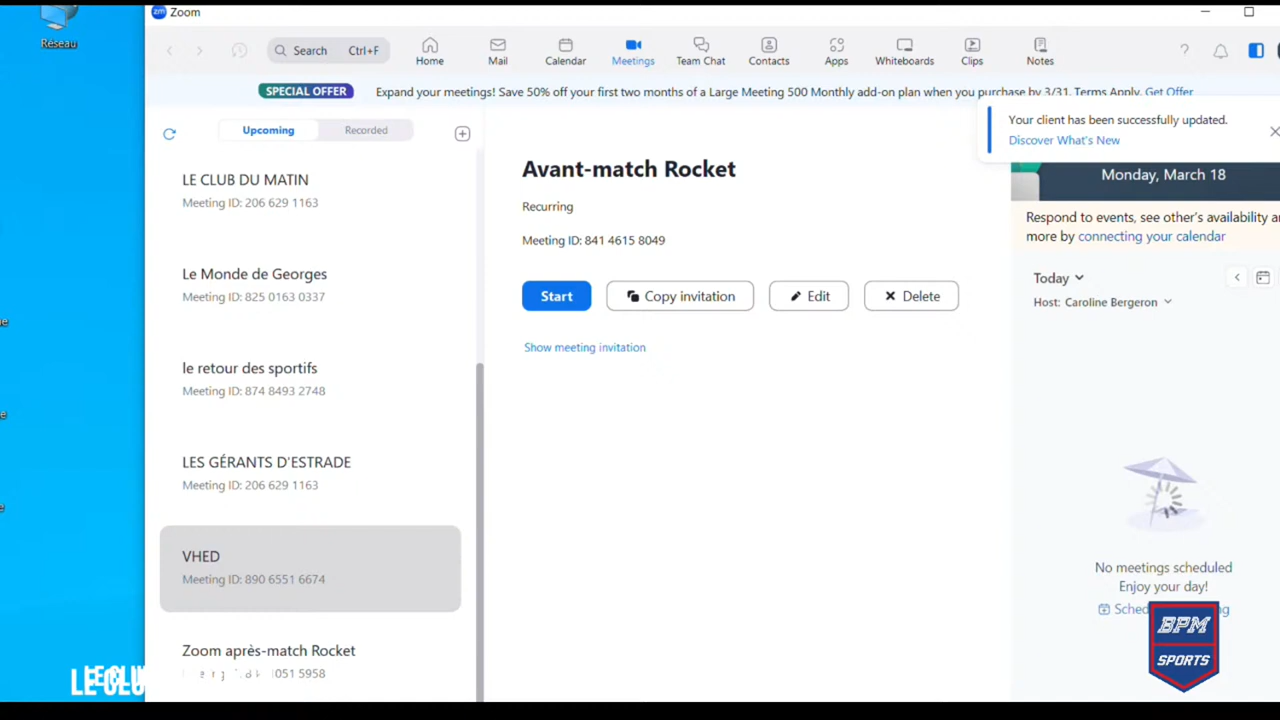 Réseau
zm Zoom
Search Ctrl+F
Home
Mail
Calendar
Meetings
Team Chat
Contacts
Apps
Whiteboards
Clips
Notes
SPECIAL OFFER Expand your meetings! Save 50% off your first two months of a Large Meeting 500 Monthly add-on plan when you purchase by 3/31. Terms Apply. Get Offer
Your client has been successfully updated.
Discover What's New
Upcoming Recorded
LE CLUB DU MATIN
Meeting ID: 206 629 1163
Le Monde de Georges
Meeting ID: 825 0163 0337
le retour des sportifs
Meeting ID: 874 8493 2748
LES GÉRANTS D'ESTRADE
Meeting ID: 206 629 1163
VHED
Meeting ID: 890 6551 6674
Zoom après-match Rocket
051 5958
Avant-match Rocket
Recurring
Meeting ID: 841 4615 8049
Start Copy invitation Edit Delete
Show meeting invitation
Monday, March 18
Respond to events, see other's availability
more by connecting your calendar
Today
Host: Caroline Bergeron
No meetings scheduled
Enjoy your day!
BPM
SPORTS